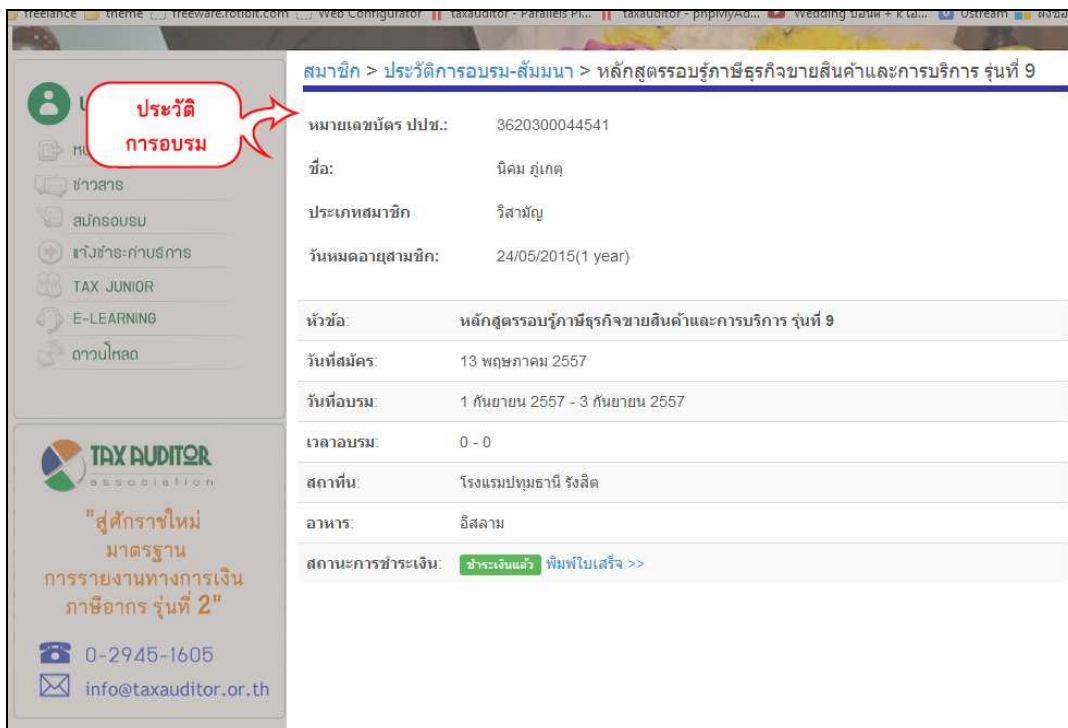 freelance theme freeware.rotibit.com Web Configurator taxauditor - Parallels Pl... taxauditor - phpMyAd... Ustream
สมาชิก > ประวัติการอบรม-สัมมนา > หลักสูตรรอบรู้ภาษีธุรกิจขายสินค้าและการบริการ รุ่นที่ 9
ประวัติ
การอบรม
ข่าวสาร
สมัครอบรม
แจ้งชำระค่าบริการ
TAX JUNIOR
E-LEARNING
ดาวน์โหลด
หมายเลขบัตร ปปช.: 3620300044541
ชื่อ: นิคม ภู่เกตุ
ประเภทสมาชิก วิสามัญ
วันหมดอายุสามชิก: 24/05/2015(1 year)
หัวข้อ: หลักสูตรรอบรู้ภาษีธุรกิจขายสินค้าและการบริการ รุ่นที่ 9
วันที่สมัคร: 13 พฤษภาคม 2557
วันที่อบรม: 1 กันยายน 2557 - 3 กันยายน 2557
เวลาอบรม: 0 - 0
สถาที่น: โรงแรมปทุมธานี รังสิต
อาหาร: อิสลาม
สถานะการชำระเงิน: ชำระเงินแล้ว พิมพ์ใบเสร็จ >>
TAX AUDITOR
association
"สู่ศักราชใหม่
มาตรฐาน
การรายงานทางการเงิน
ภาษีอากร รุ่นที่ 2"
0-2945-1605
info@taxauditor.or.th